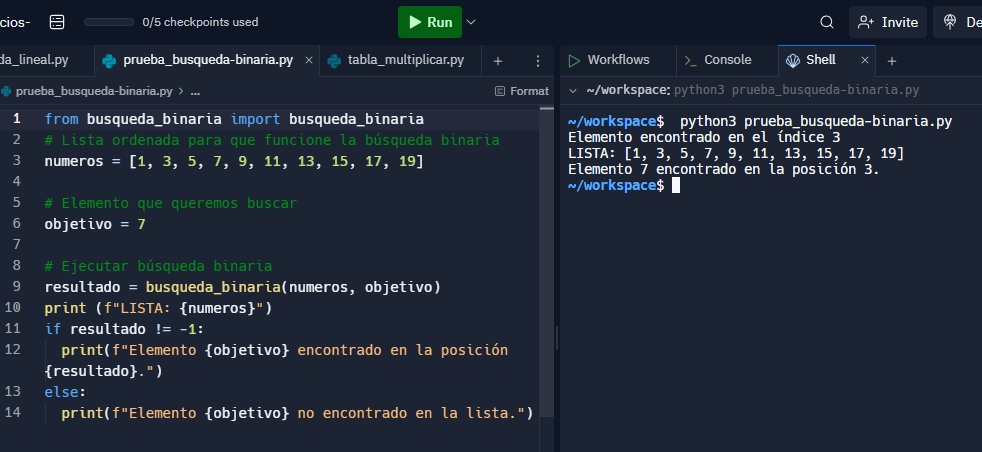 cios-
0/5 checkpoints used
Run
Invite
De
da_lineal.py
prueba_busqueda-binaria.py
tabla_multiplicar.py
Workflows
Console
Shell
prueba_busqueda-binaria.py > ...
Format
~/workspace: python3 prueba_busqueda-binaria.py
1 from busqueda_binaria import busqueda_binaria
2 # Lista ordenada para que funcione la búsqueda binaria
3 numeros = [1, 3, 5, 7, 9, 11, 13, 15, 17, 19]
4
5 # Elemento que queremos buscar
6 objetivo = 7
7
8 # Ejecutar búsqueda binaria
9 resultado = busqueda_binaria(numeros, objetivo)
10 print (f"LISTA: {numeros}")
11 if resultado != -1:
12 print(f"Elemento {objetivo} encontrado en la posición
{resultado}.")
13 else:
14 print(f"Elemento {objetivo} no encontrado en la lista.")
~/workspace$ python3 prueba_busqueda-binaria.py
Elemento encontrado en el índice 3
LISTA: [1, 3, 5, 7, 9, 11, 13, 15, 17, 19]
Elemento 7 encontrado en la posición 3.
~/workspace$